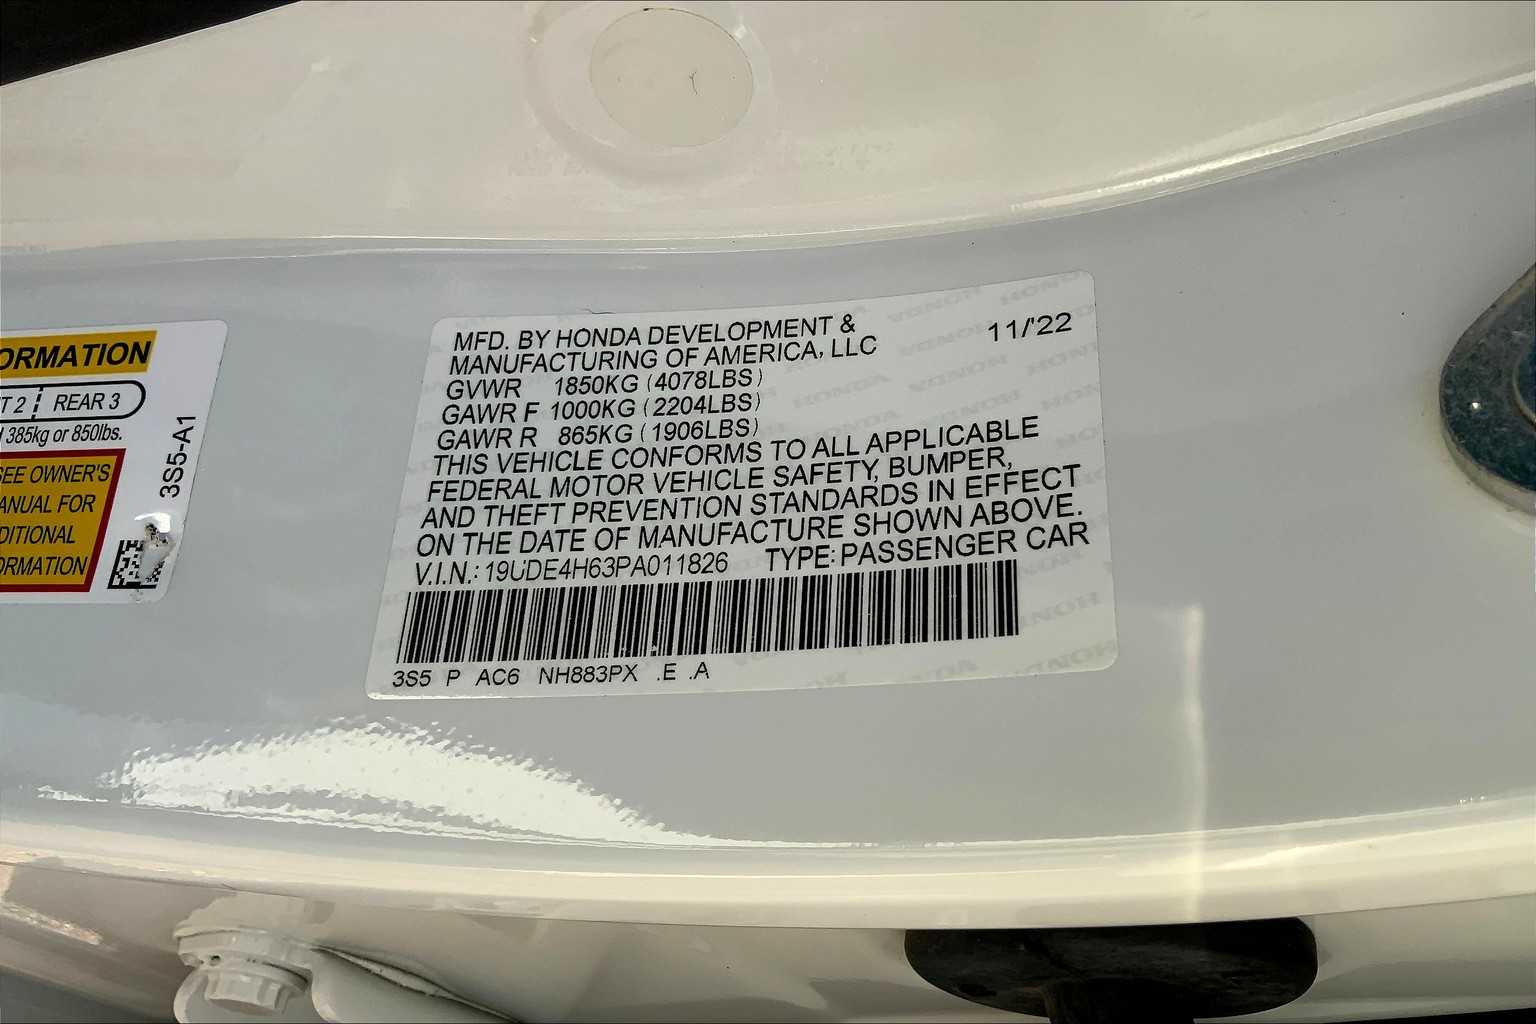 ORMATION
T 2 REAR 3
385kg or 850lbs.
SEE OWNER'S
ANUAL FOR
DITIONAL
ORMATION
3S5-A1
MFD. BY HONDA DEVELOPMENT &
MANUFACTURING OF AMERICA, LLC
11/'22
GVWR 1850KG (4078LBS)
GAWR F 1000KG (2204LBS)
GAWR R 865KG (1906LBS)
THIS VEHICLE CONFORMS TO ALL APPLICABLE
FEDERAL MOTOR VEHICLE SAFETY, BUMPER,
AND THEFT PREVENTION STANDARDS IN EFFECT
ON THE DATE OF MANUFACTURE SHOWN ABOVE.
V.I.N.: 19UDE4H63PA011826 TYPE: PASSENGER CAR
3S5 P AC6 NH883PX .E .A